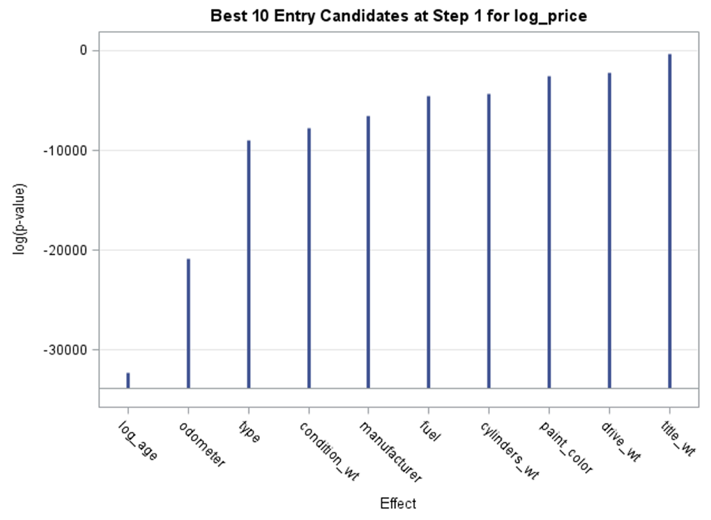 Best 10 Entry Candidates at Step 1 for log_price
log(p-value)
0
-10000
-20000
-30000
log_age
odometer
type
condition_wt
manufacturer
fuel
cylinders_wt
paint_color
drive_wt
title_wt
Effect